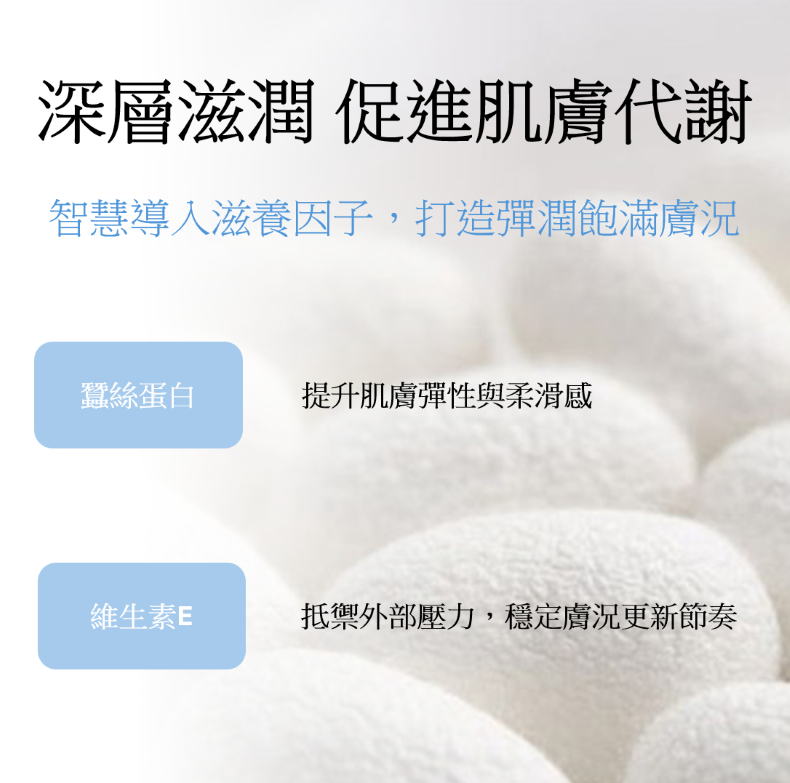 深層滋潤 促進肌膚代謝
智慧導入滋養因子，打造彈潤飽滿膚況
蠶絲蛋白
提升肌膚彈性與柔滑感
維生素E
抵禦外部壓力，穩定膚況更新節奏